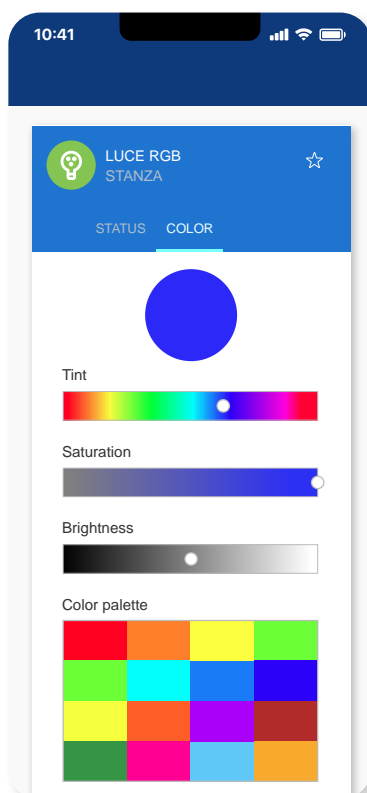 10:41
LUCE RGB
STANZA
STATUS COLOR
Tint
Saturation
Brightness
Color palette